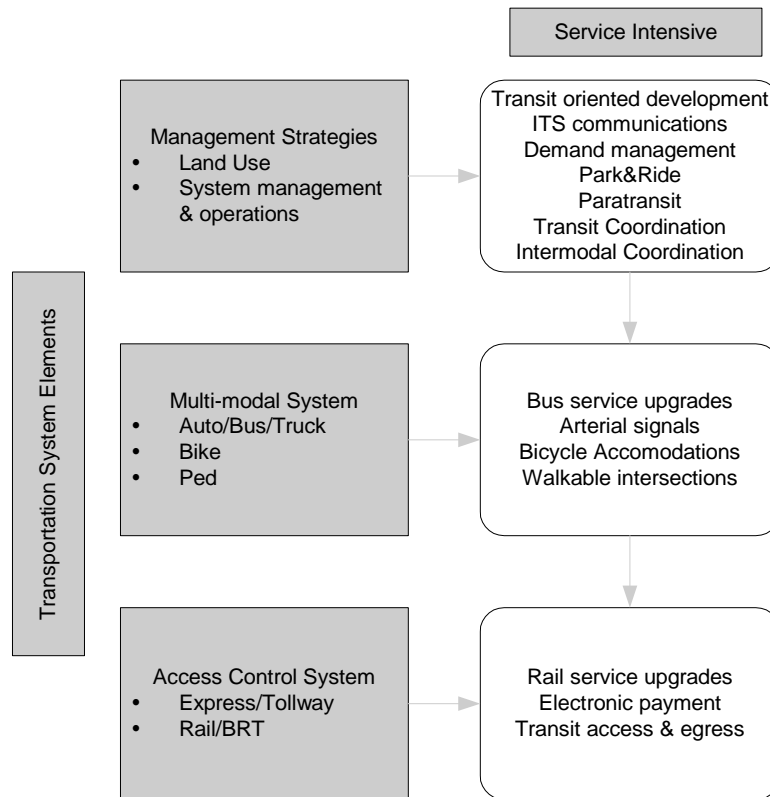 Service Intensive
Transportation System Elements
Management Strategies
• Land Use
• System management
& operations
Transit oriented development
ITS communications
Demand management
Park&Ride
Paratransit
Transit Coordination
Intermodal Coordination
Multi-modal System
• Auto/Bus/Truck
• Bike
• Ped
Bus service upgrades
Arterial signals
Bicycle Accomodations
Walkable intersections
Access Control System
• Express/Tollway
• Rail/BRT
Rail service upgrades
Electronic payment
Transit access & egress